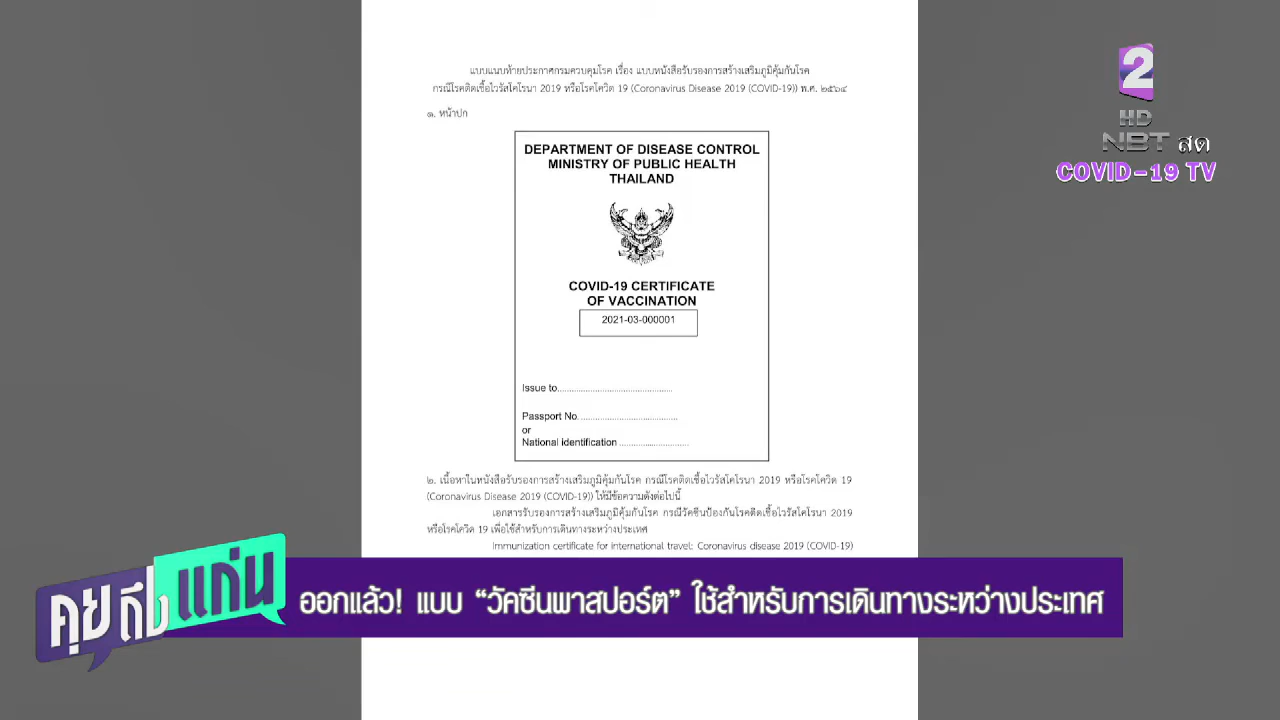 แบบแนบท้ายประกาศกรมควบคุมโรค เรื่อง แบบหนังสือรับรองการสร้างเสริมภูมิคุ้มกันโรค
กรณีโรคติดเชื้อไวรัสโคโรนา 2019 หรือโรคโควิด 19 (Coronavirus Disease 2019 (COVID-19)) พ.ศ. ๒๕๖๔
๑. หน้าปก
DEPARTMENT OF DISEASE CONTROL
MINISTRY OF PUBLIC HEALTH
THAILAND
COVID-19 CERTIFICATE
OF VACCINATION
2021-03-000001
Issue to..........................................
Passport No. ...................................
or
National identification .........................
๒. เนื้อหาในหนังสือรับรองการสร้างเสริมภูมิคุ้มกันโรค กรณีโรคติดเชื้อไวรัสโคโรนา 2019 หรือโรคโควิด 19
(Coronavirus Disease 2019 (COVID-19)) ให้มีข้อความดังต่อไปนี้
เอกสารรับรองการสร้างเสริมภูมิคุ้มกันโรค กรณีวัคซีนป้องกันโรคติดเชื้อไวรัสโคโรนา 2019
หรือโรคโควิด 19 เพื่อใช้สำหรับการเดินทางระหว่างประเทศ
Immunization certificate for international travel: Coronavirus disease 2019 (COVID-19)
2
HD
NBT สด
COVID-19 TV
คุยถึงแก่น
ออกแล้ว! แบบ “วัคซีนพาสปอร์ต” ใช้สำหรับการเดินทางระหว่างประเทศ